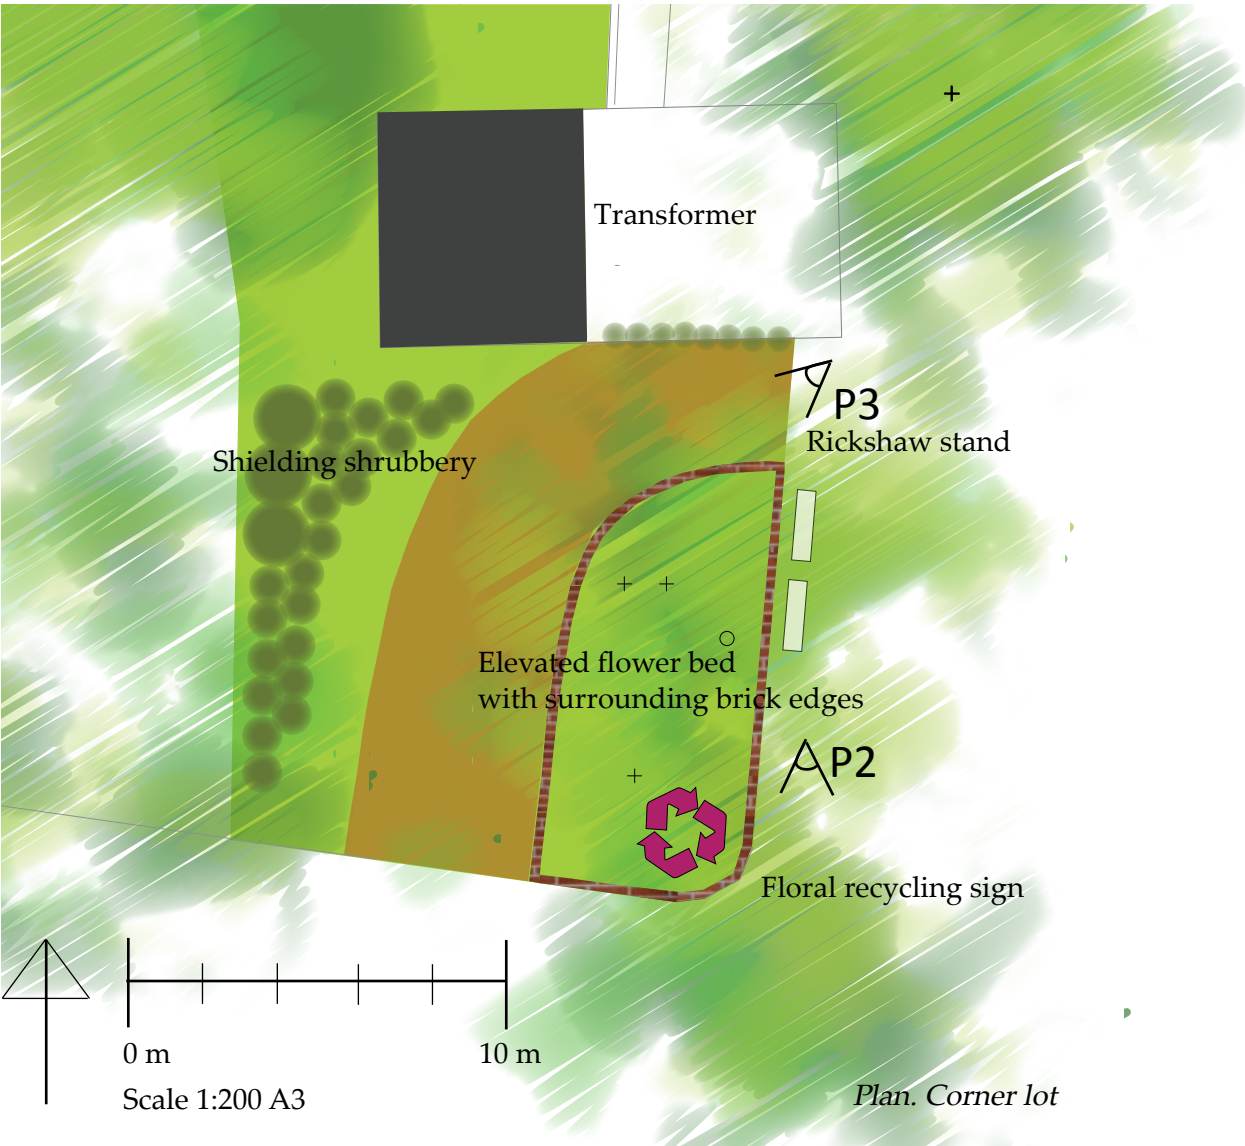 Transformer
P3
Rickshaw stand
Shielding shrubbery
Elevated flower bed
with surrounding brick edges
P2
Floral recycling sign
0 m
10 m
Scale 1:200 A3
Plan. Corner lot